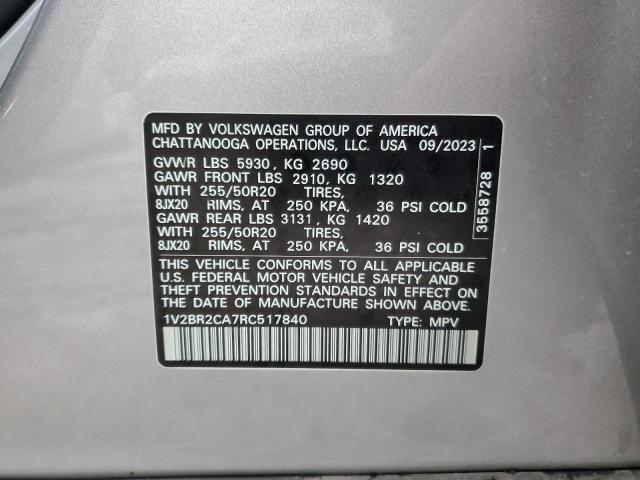 MFD BY VOLKSWAGEN GROUP OF AMERICA
CHATTANOOGA OPERATIONS, LLC. USA 09/2023
GVWR LBS 5930, KG 2690
GAWR FRONT LBS 2910, KG 1320
WITH 255/50R20 TIRES,
8JX20 RIMS, AT 250 KPA, 36 PSI COLD
GAWR REAR LBS 3131, KG 1420
WITH 255/50R20 TIRES,
8JX20 RIMS, AT 250 KPA, 36 PSI COLD
THIS VEHICLE CONFORMS TO ALL APPLICABLE
U.S. FEDERAL MOTOR VEHICLE SAFETY AND
THEFT PREVENTION STANDARDS IN EFFECT ON
THE DATE OF MANUFACTURE SHOWN ABOVE.
1V2BR2CA7RC517840 TYPE: MPV
3558728 1